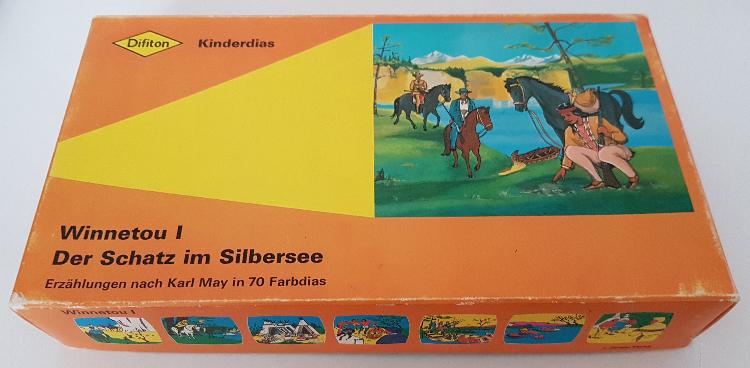 Difiton
Kinderdias
Winnetou I
Der Schatz im Silbersee
Erzählungen nach Karl May in 70 Farbdias
Winnetou I